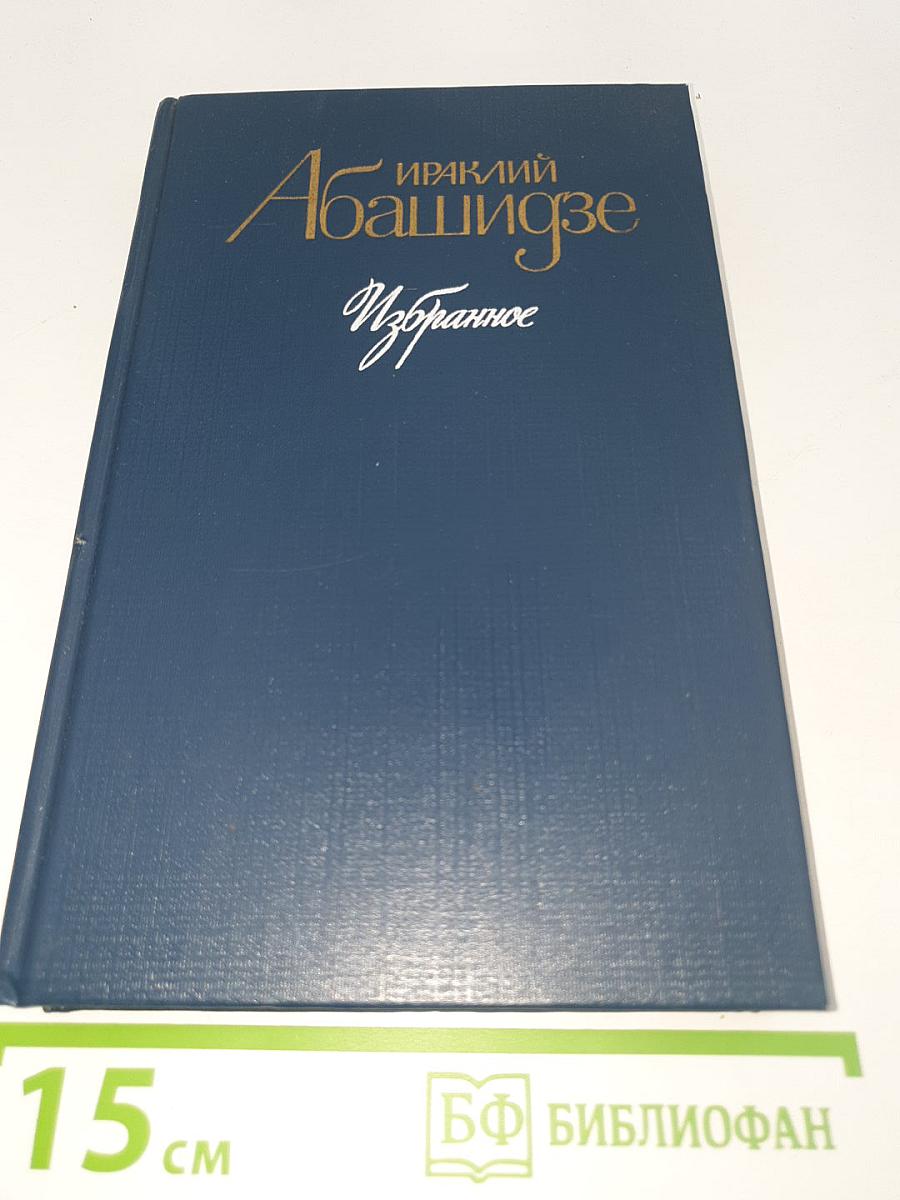 ИРАКЛИЙ
Абашидзе
Избранное
15 см
БФ БИБЛИОФАН